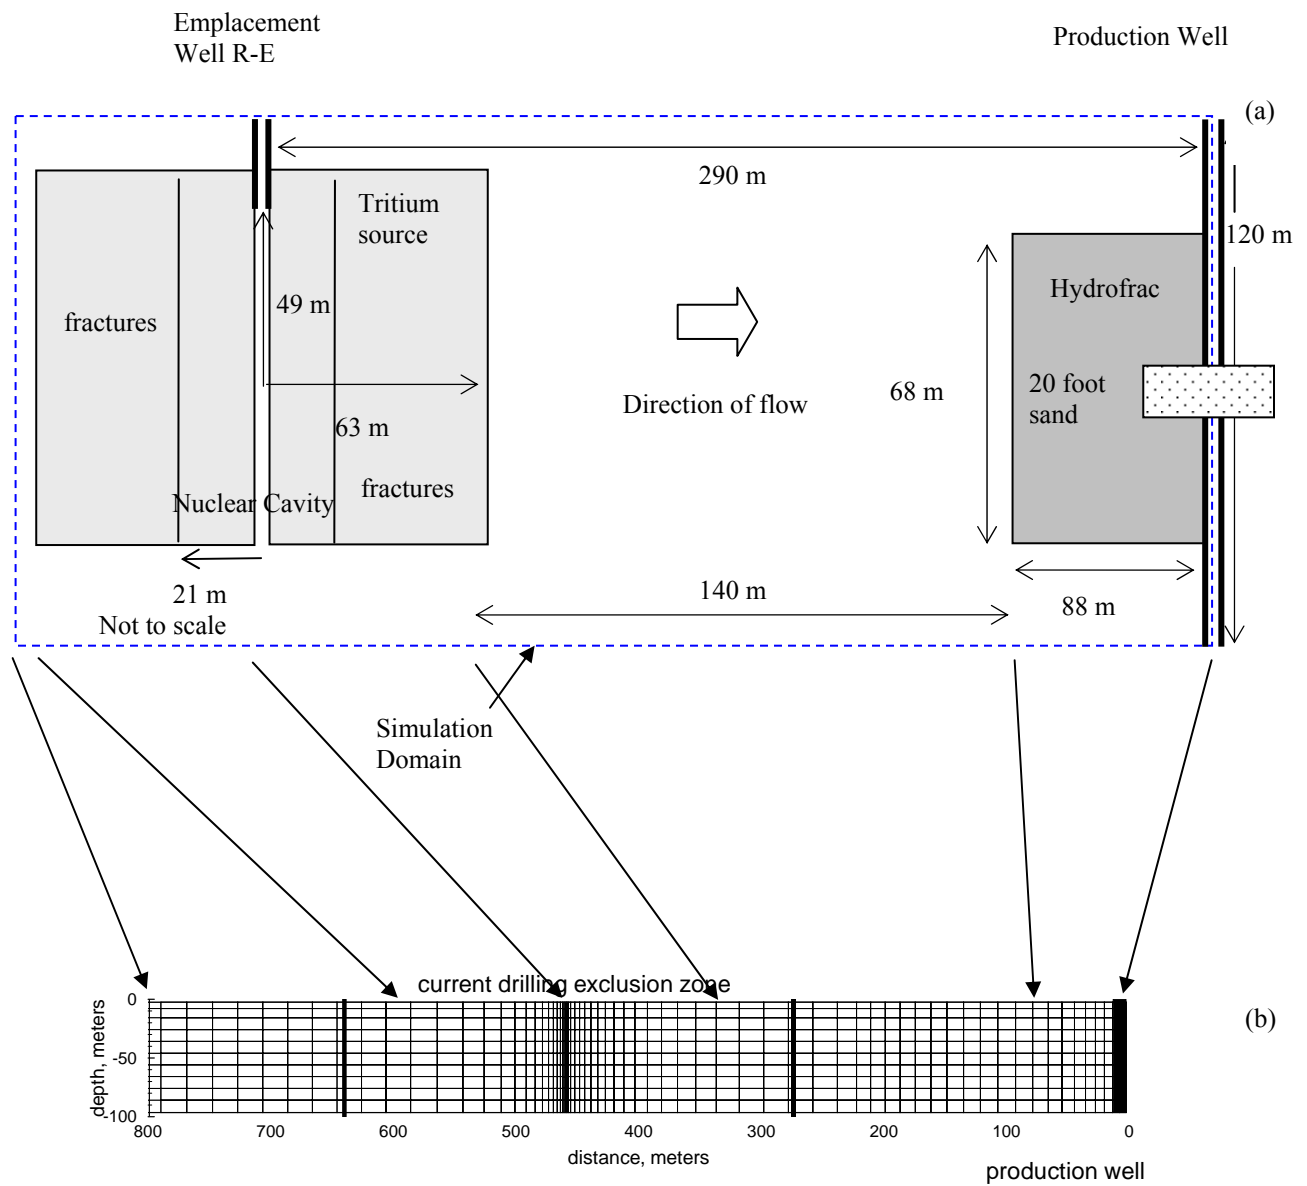 Emplacement
Well R-E
Production Well
(a)
290 m
Tritium
source
120 m
49 m
Hydrofrac
fractures
20 foot
sand
68 m
Direction of flow
63 m
fractures
Nuclear Cavity
140 m
21 m
88 m
Not to scale
Simulation
Domain
current drilling exclusion zone
(b)
depth, meters
0
-50
-100
800 700 600 500 400 300 200 100 0
distance, meters
production well